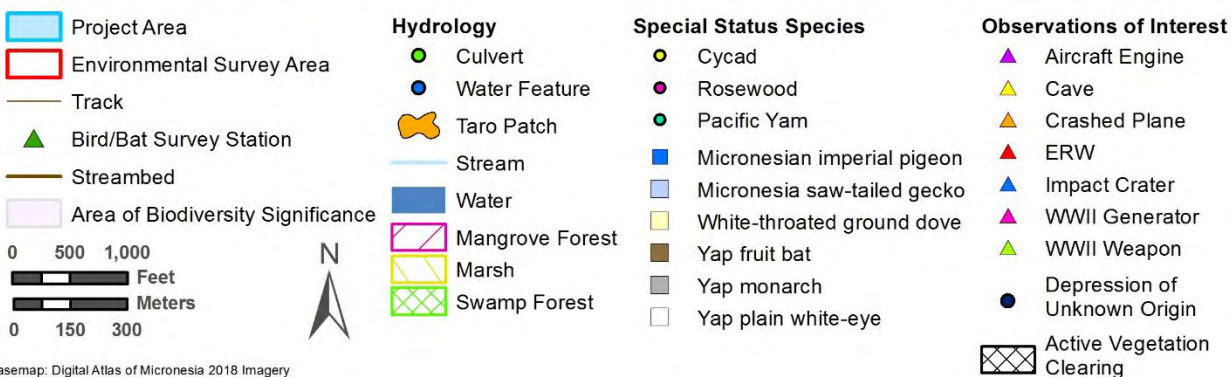 Project Area
Environmental Survey Area
Track
Bird/Bat Survey Station
Streambed
Area of Biodiversity Significance
0 500 1,000
Feet
Meters
0 150 300
N
asemap: Digital Atlas of Micronesia 2018 Imagery
Hydrology
Culvert
Water Feature
Taro Patch
Stream
Water
Mangrove Forest
Marsh
Swamp Forest
Special Status Species
Cycad
Rosewood
Pacific Yam
Micronesian imperial pigeon
Micronesia saw-tailed gecko
White-throated ground dove
Yap fruit bat
Yap monarch
Yap plain white-eye
Observations of Interest
Aircraft Engine
Cave
Crashed Plane
ERW
Impact Crater
WWII Generator
WWII Weapon
Depression of
Unknown Origin
Active Vegetation
Clearing